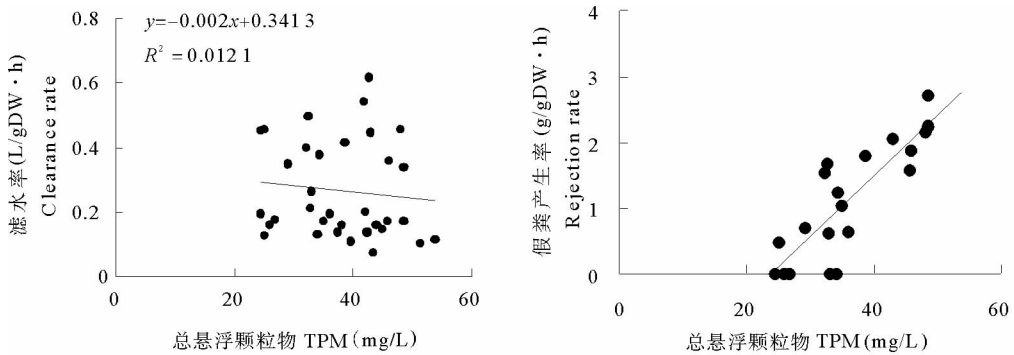 y=−0.002x+0.341 3
R² =0.012 1
0.8
0.6
0.4
0.2
0
0
20
40
60
滤水率(L/gDW·h)
Clearance rate
总悬浮颗粒物 TPM(mg/L)
4
3
2
1
0
0
20
40
60
假粪产生率(g/gDW·h)
Rejection rate
总悬浮颗粒物 TPM(mg/L)